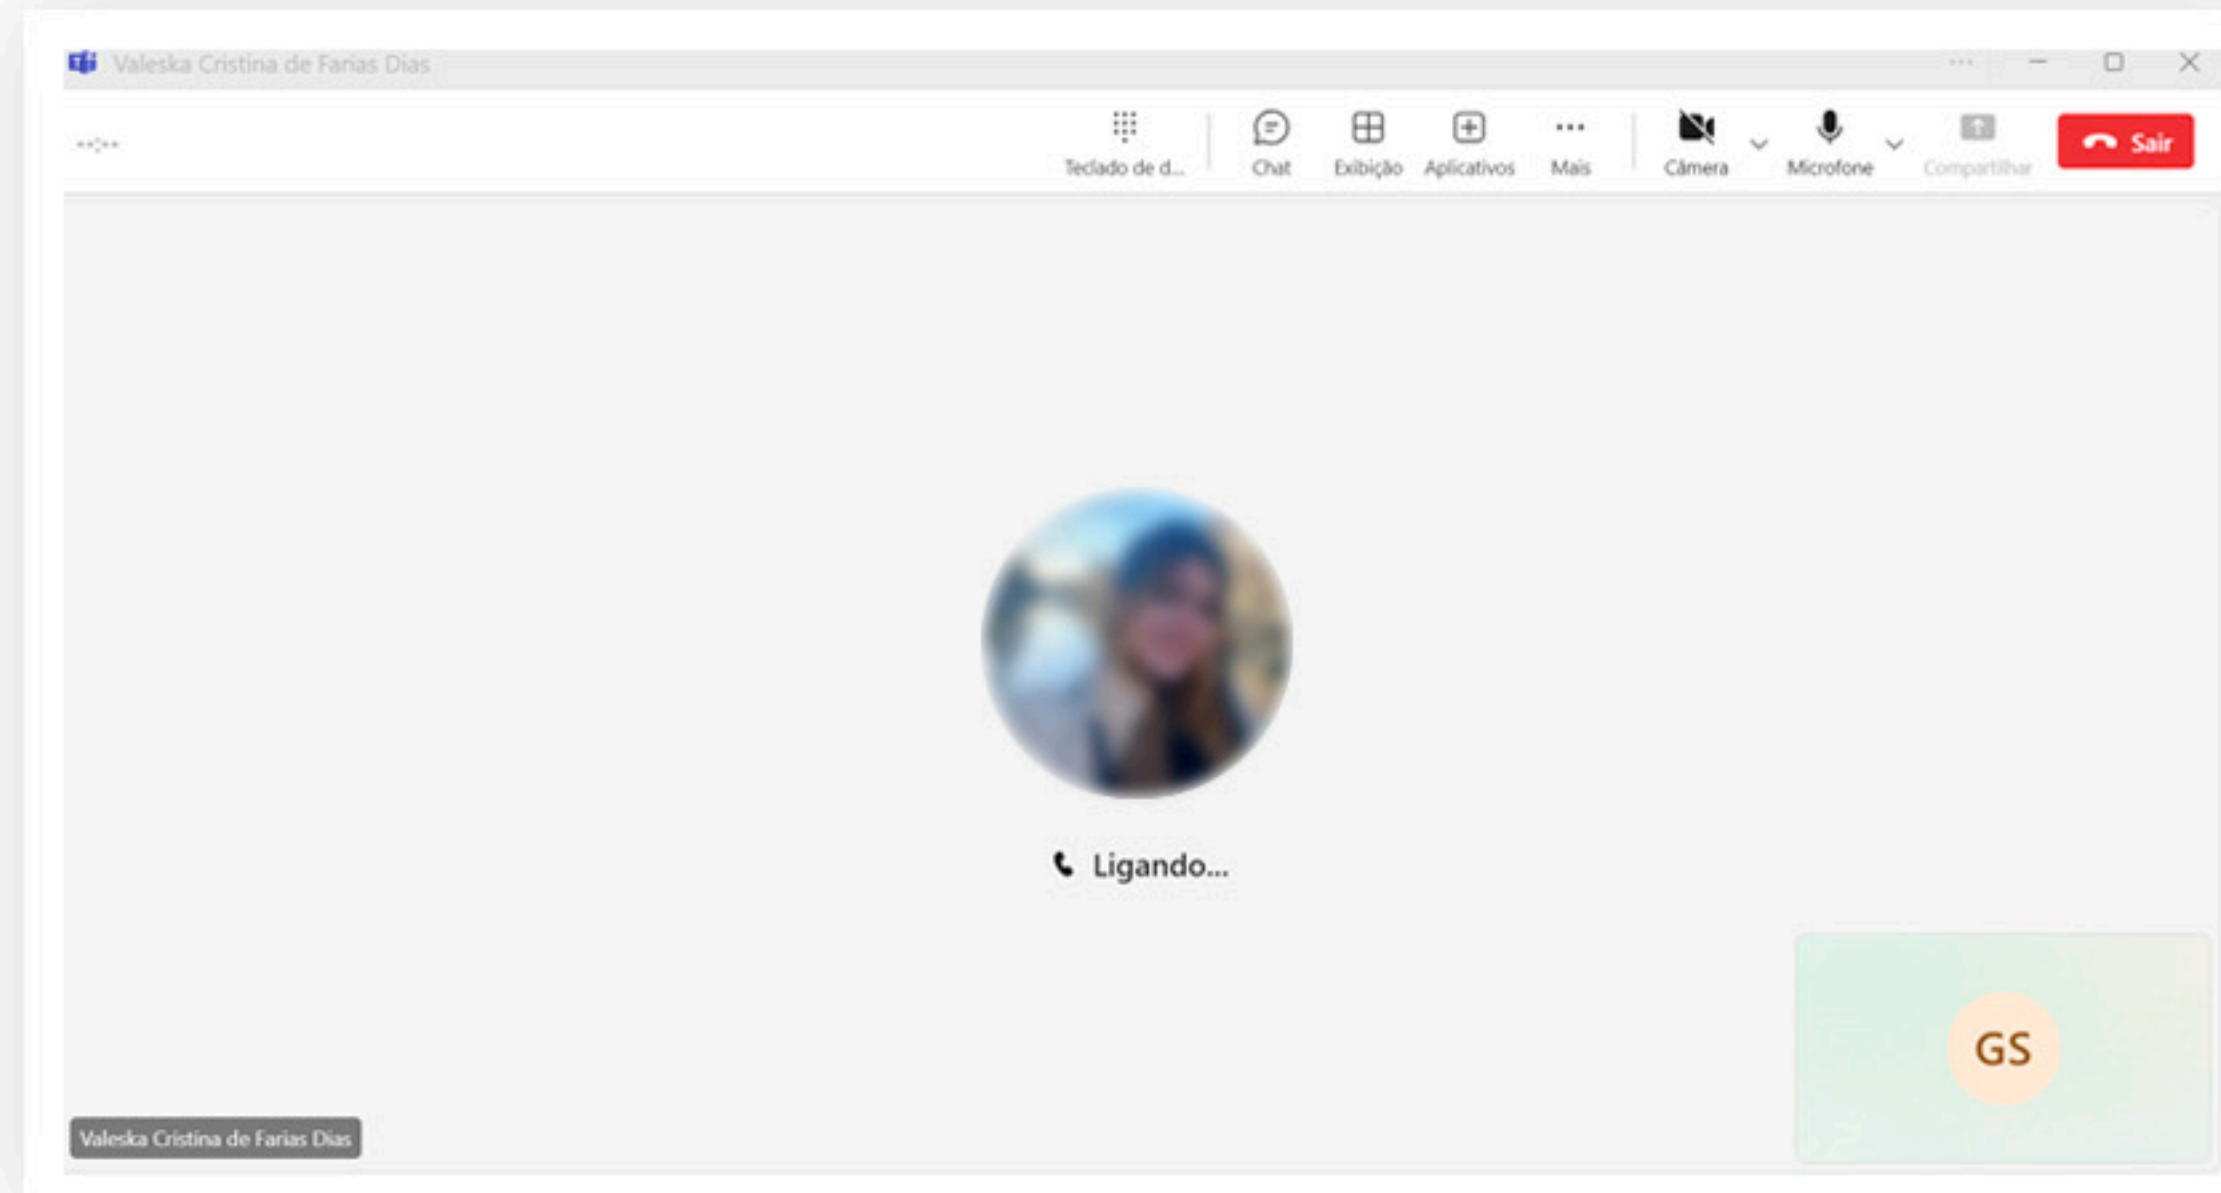 Valeska Cristina de Farias Dias
--:--
Teclado de d...
Chat
Exibição
Aplicativos
Mais
Câmera
Microfone
Compartilhar
Sair
Ligando...
GS
Valeska Cristina de Farias Dias